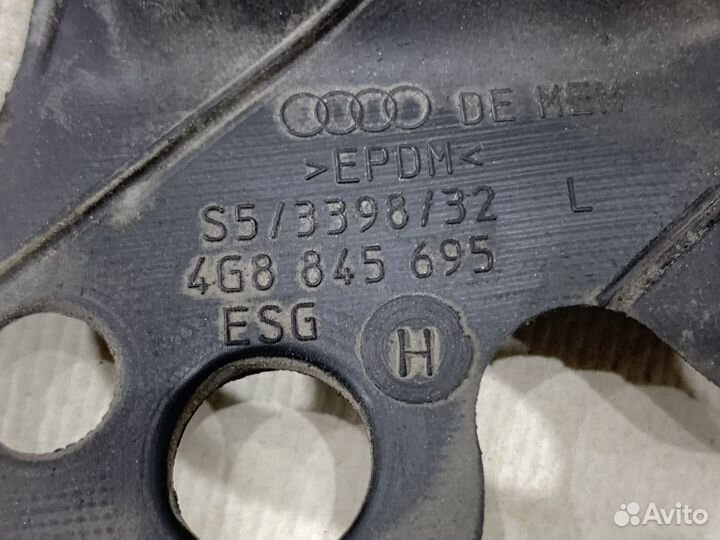 DE MEM
>EPDM<
S5/3398/32 L
4G8 845 695
ESG
H
Avito